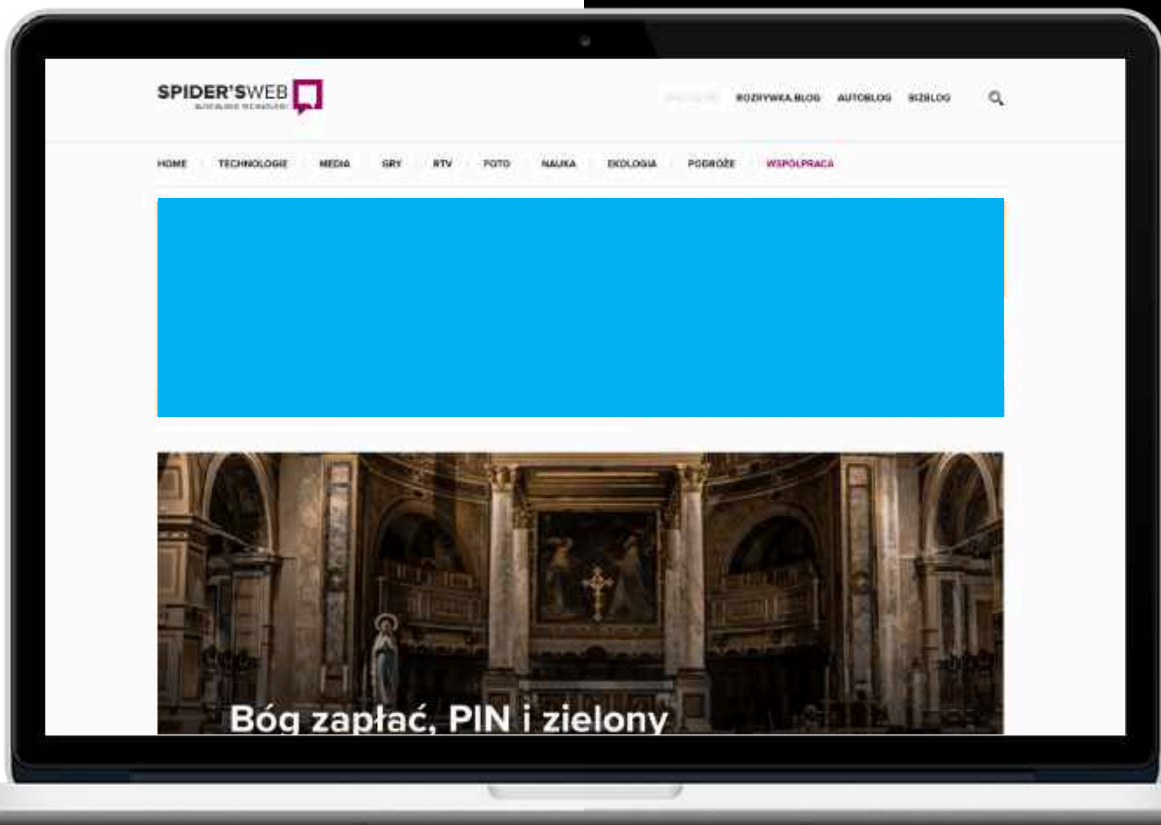 SPIDER'SWEB
ROZRYWKA.BLOG AUTOBLOG BIZBLOG
HOME / TECHNOLOGIE / MEDIA / GRY / RTV / FOTO / NAUKA / EKOLOGIA / PODRÓŻE / WSPÓŁPRACA
Bóg zapłać, PIN i zielony